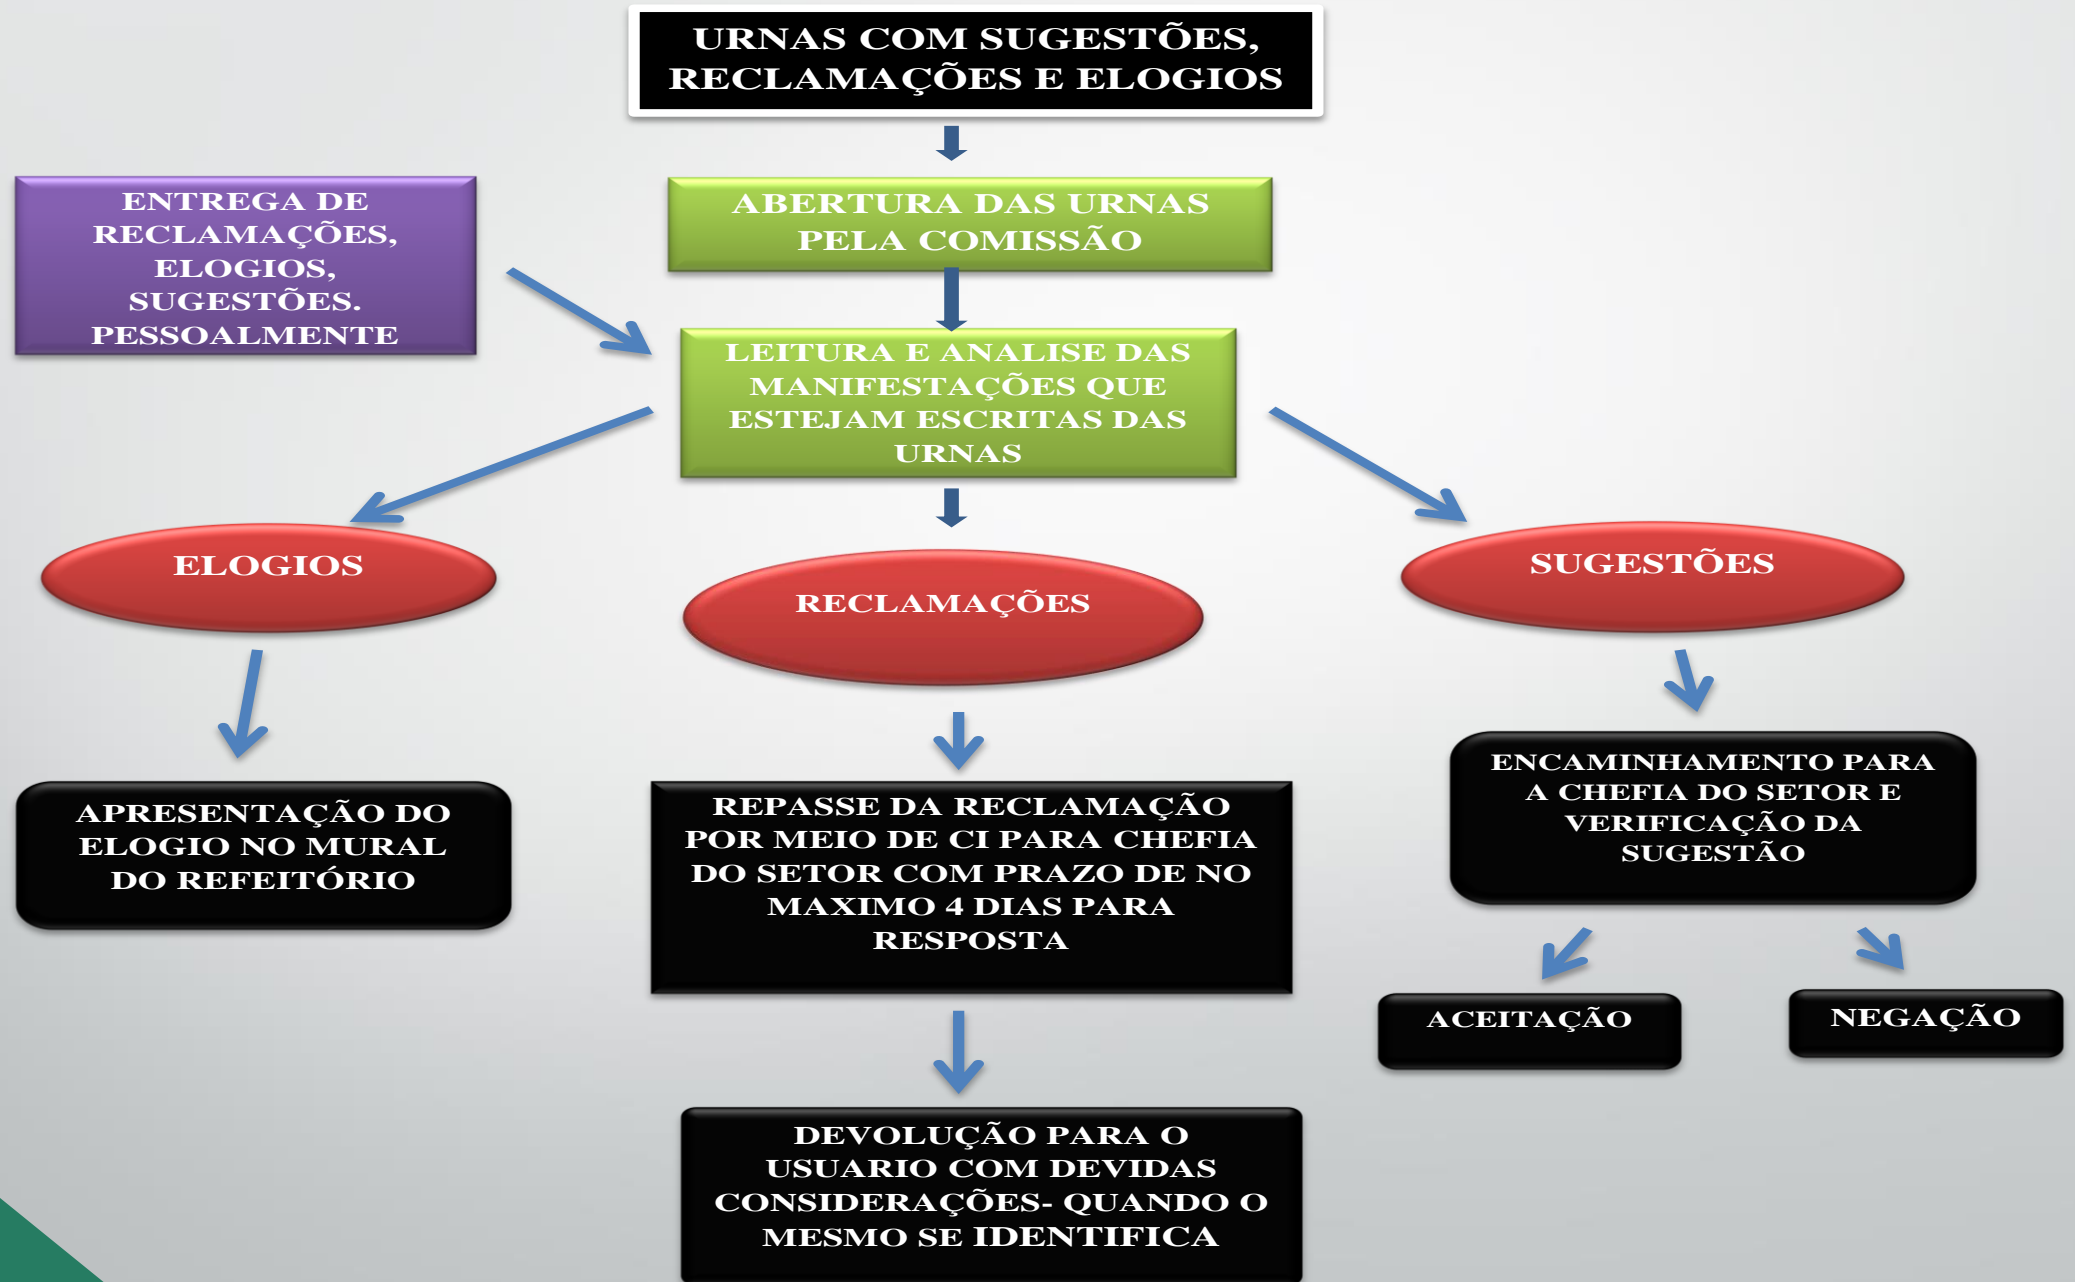 URNAS COM SUGESTÕES,
RECLAMAÇÕES E ELOGIOS
ENTREGA DE
RECLAMAÇÕES,
ELOGIOS,
SUGESTÕES.
PESSOALMENTE
ABERTURA DAS URNAS
PELA COMISSÃO
LEITURA E ANALISE DAS
MANIFESTAÇÕES QUE
ESTEJAM ESCRITAS DAS
URNAS
ELOGIOS
RECLAMAÇÕES
SUGESTÕES
APRESENTAÇÃO DO
ELOGIO NO MURAL
DO REFEITÓRIO
REPASSE DA RECLAMAÇÃO
POR MEIO DE CI PARA CHEFIA
DO SETOR COM PRAZO DE NO
MAXIMO 4 DIAS PARA
RESPOSTA
ENCAMINHAMENTO PARA
A CHEFIA DO SETOR E
VERIFICAÇÃO DA
SUGESTÃO
ACEITAÇÃO
NEGAÇÃO
DEVOLUÇÃO PARA O
USUARIO COM DEVIDAS
CONSIDERAÇÕES- QUANDO O
MESMO SE IDENTIFICA